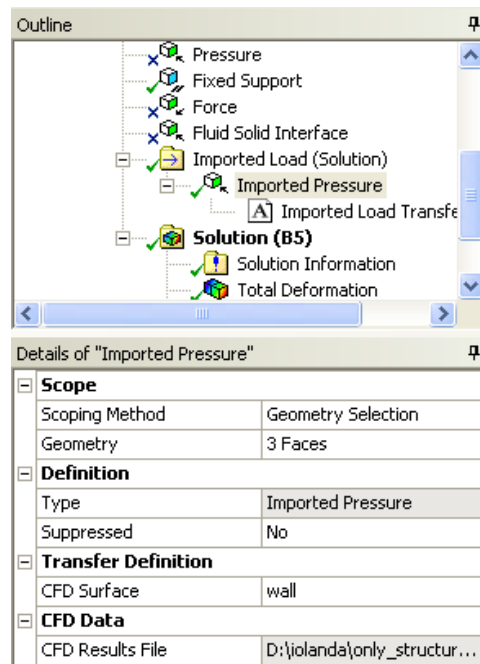 Outline
Pressure
Fixed Support
Force
Fluid Solid Interface
Imported Load (Solution)
Imported Pressure
A Imported Load Transfe
Solution (B5)
Solution Information
Total Deformation
Details of "Imported Pressure"
Scope
Scoping Method Geometry Selection
Geometry 3 Faces
Definition
Type Imported Pressure
Suppressed No
Transfer Definition
CFD Surface wall
CFD Data
CFD Results File D:\iolanda\only_structur...